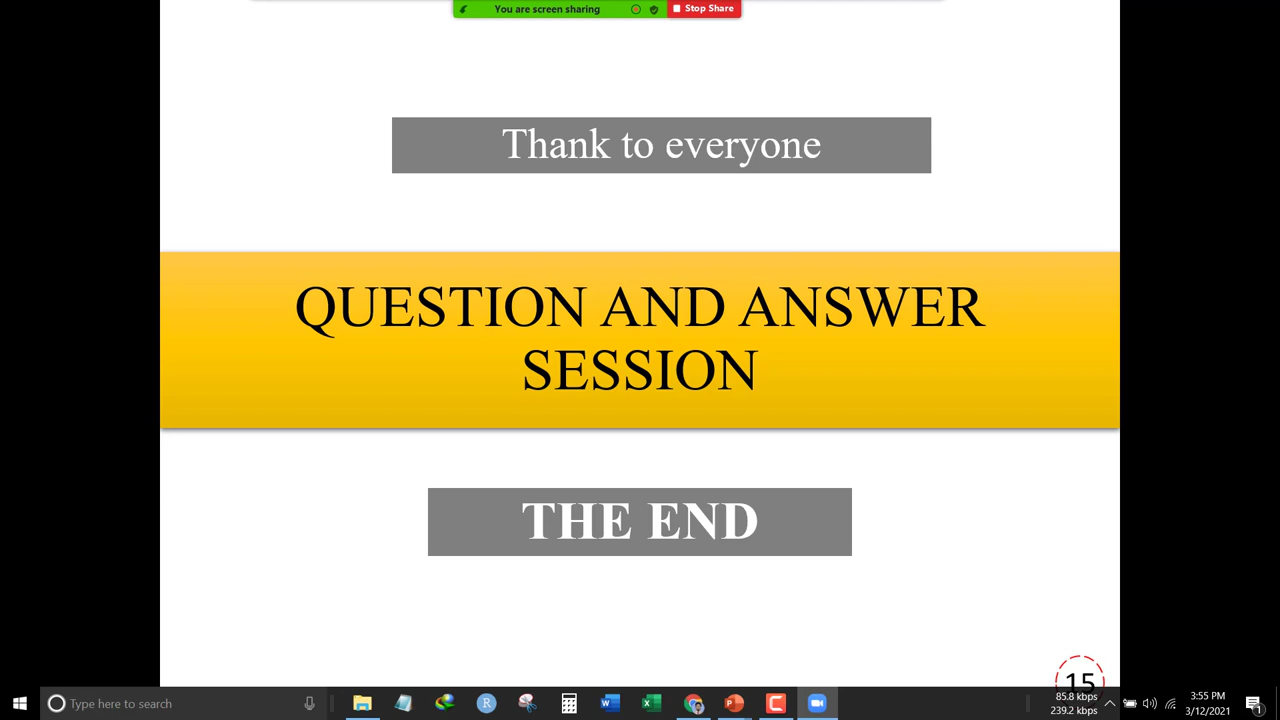 You are screen sharing
Stop Share
Thank to everyone
QUESTION AND ANSWER
SESSION
THE END
15
Type here to search
85.8 kbps
239.2 kbps
3:55 PM
3/12/2021
1